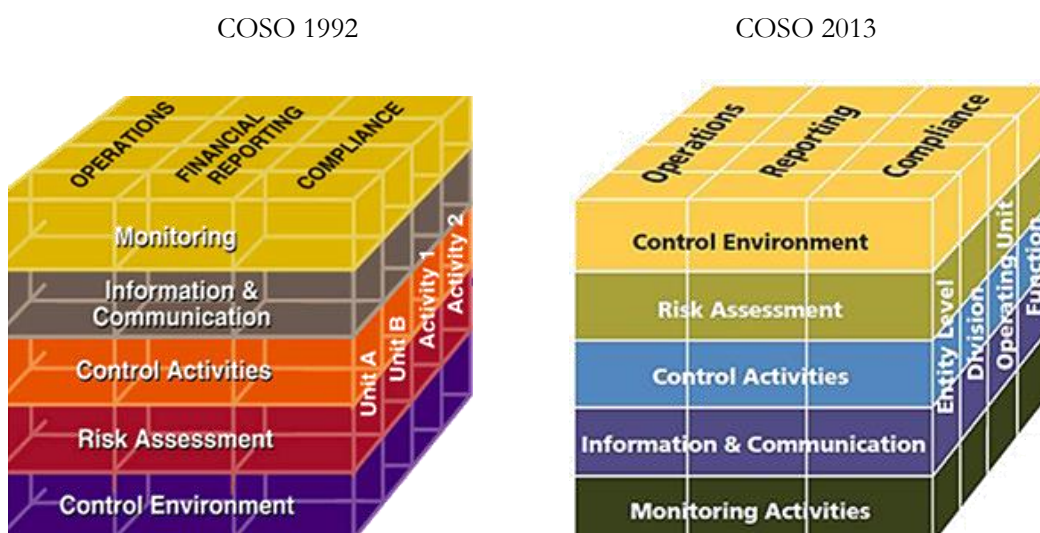 COSO 1992
COSO 2013
OPERATIONS
FINANCIAL
REPORTING
COMPLIANCE
Monitoring
Information &
Communication
Control Activities
Risk Assessment
Control Environment
Unit A
Unit B
Activity 1
Activity 2
Operations
Reporting
Compliance
Control Environment
Risk Assessment
Control Activities
Information & Communication
Monitoring Activities
Entity Level
Division
Operating Unit
Function